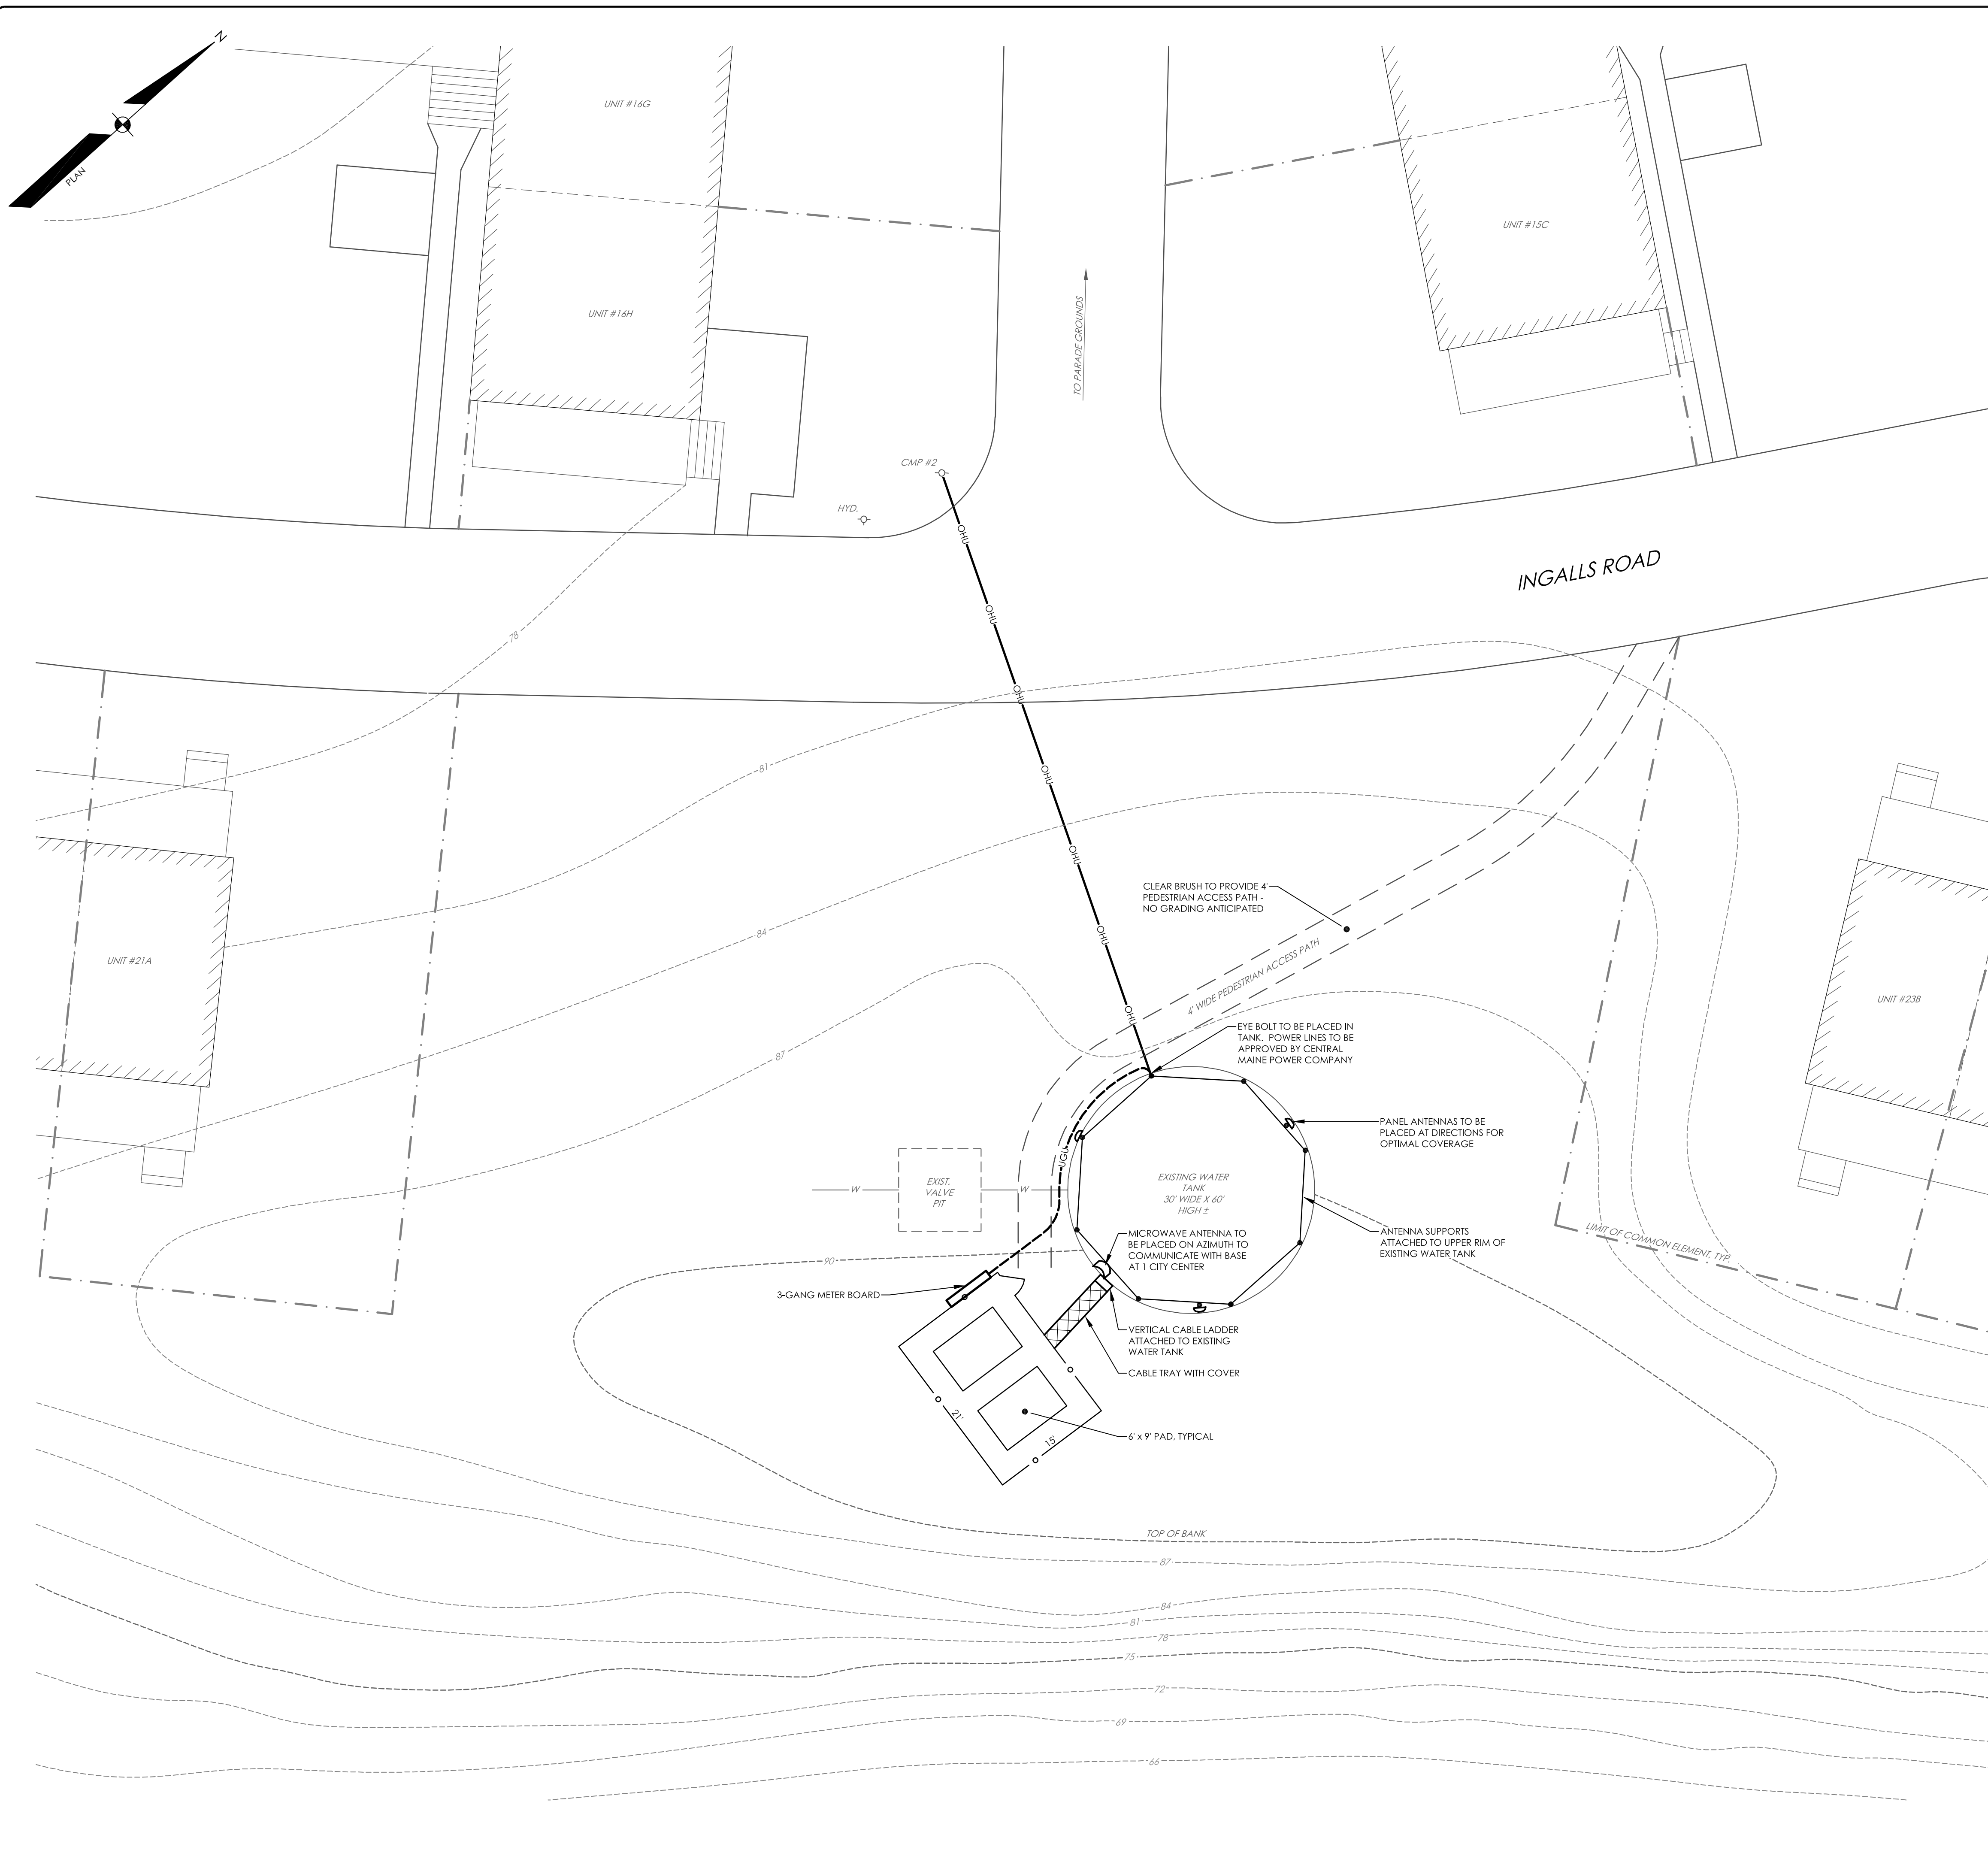 N
PLAN
UNIT #16G
UNIT #16H
UNIT #15C
TO PARADE GROUNDS
CMP #2
HYD.
OHU
INGALLS ROAD
OHU
78
OHU
81
OHU
OHU
84
OHU
CLEAR BRUSH TO PROVIDE 4'
PEDESTRIAN ACCESS PATH -
NO GRADING ANTICIPATED
UNIT #21A
4' WIDE PEDESTRIAN ACCESS PATH
UNIT #23B
OHU
87
EYE BOLT TO BE PLACED IN
TANK. POWER LINES TO BE
APPROVED BY CENTRAL
MAINE POWER COMPANY
PANEL ANTENNAS TO BE
PLACED AT DIRECTIONS FOR
OPTIMAL COVERAGE
UGU
W
EXIST.
VALVE
PIT
W
EXISTING WATER
TANK
30' WIDE X 60'
HIGH ±
MICROWAVE ANTENNA TO
BE PLACED ON AZIMUTH TO
COMMUNICATE WITH BASE
AT 1 CITY CENTER
ANTENNA SUPPORTS
ATTACHED TO UPPER RIM OF
EXISTING WATER TANK
LIMIT OF COMMON ELEMENT, TYP.
90
3-GANG METER BOARD
VERTICAL CABLE LADDER
ATTACHED TO EXISTING
WATER TANK
CABLE TRAY WITH COVER
21'
15'
6' x 9' PAD, TYPICAL
TOP OF BANK
87
84
81
78
75
72
69
66